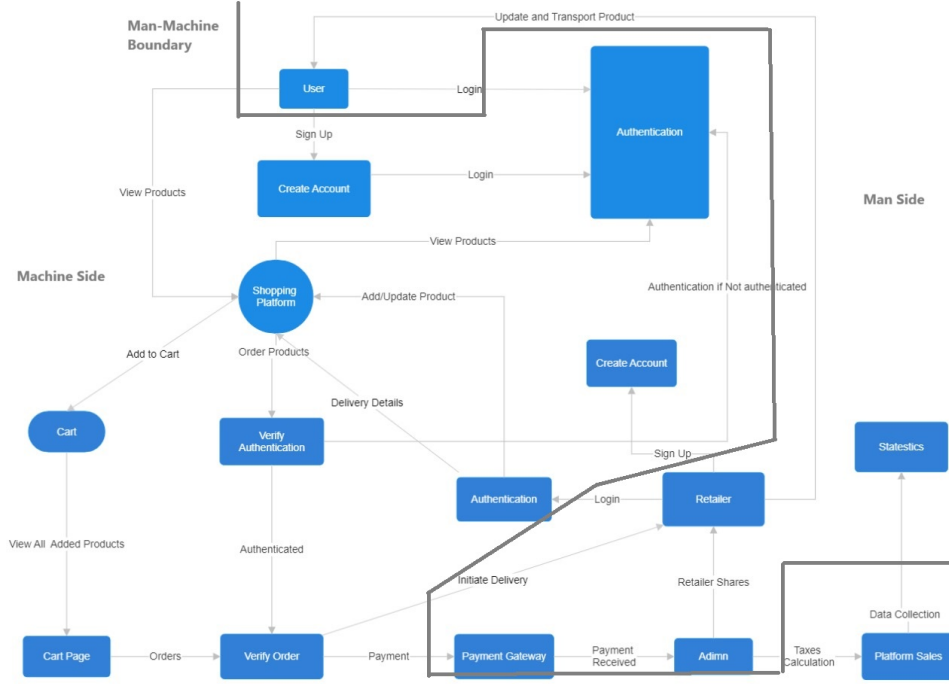 Update and Transport Product
Man-Machine
Boundary
User
Login
Authentication
Sign Up
Create Account
Login
View Products
Man Side
View Products
Machine Side
Shopping
Platform
Add/Update Product
Authentication if Not authenticated
Add to Cart
Order Products
Create Account
Delivery Details
Cart
Verify
Authentication
Statestics
Sign Up
Authentication
Login
Retailer
View All Added Products
Authenticated
Initiate Delivery
Retailer Shares
Data Collection
Cart Page
Orders
Verify Order
Payment
Payment Gateway
Payment
Received
Adimn
Taxes
Calculation
Platform Sales